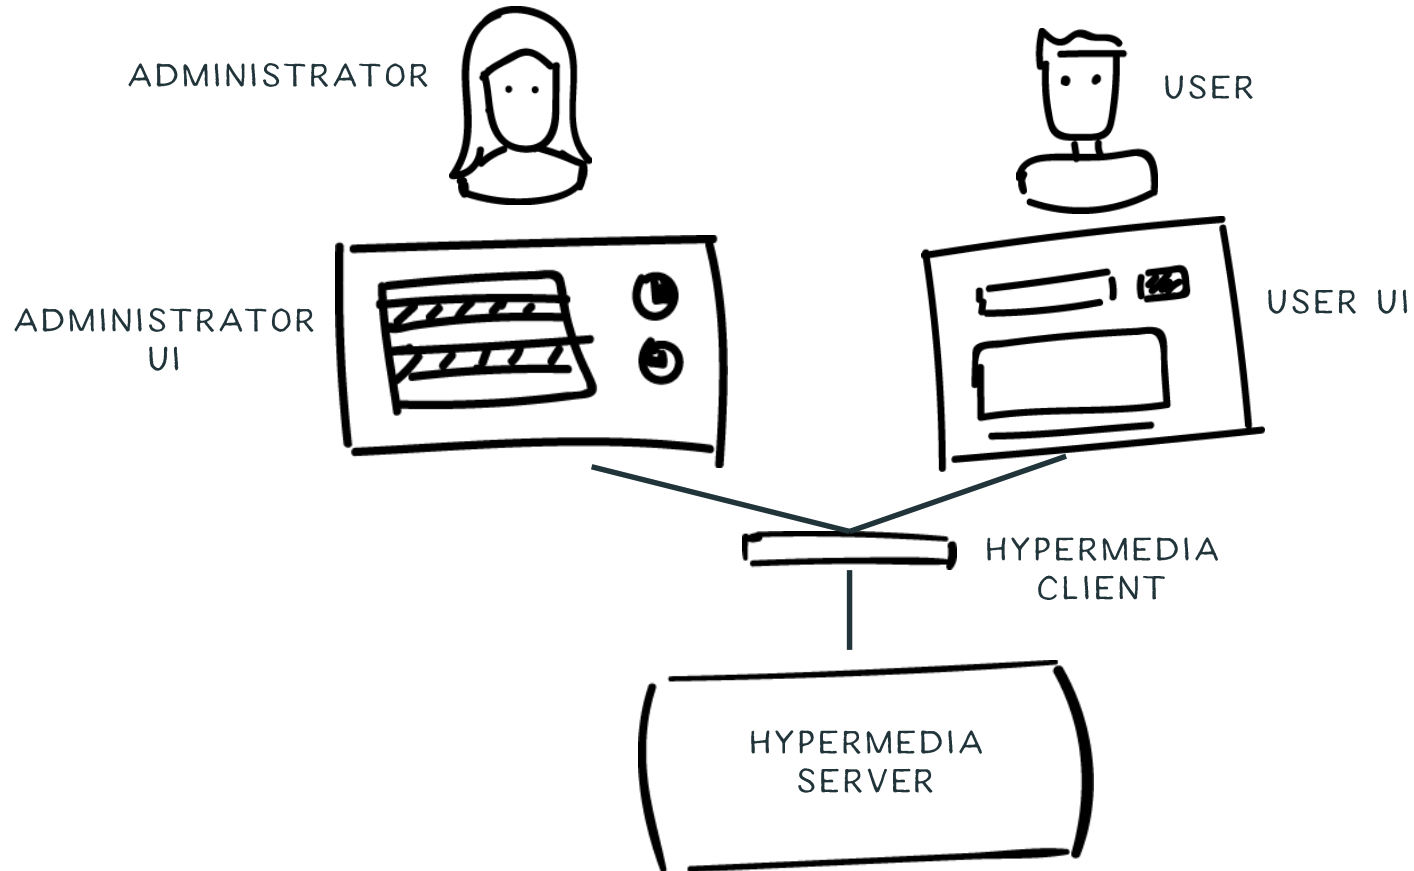 ADMINISTRATOR
USER
ADMINISTRATOR
UI
USER UI
HYPERMEDIA
CLIENT
HYPERMEDIA
SERVER